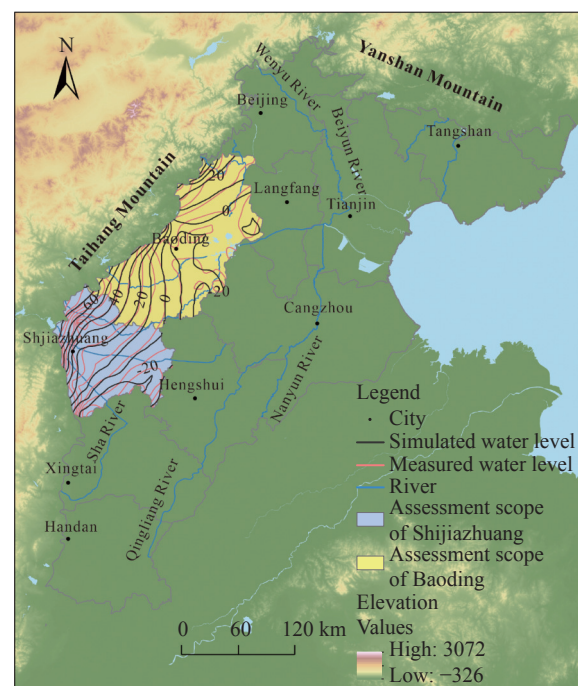 N
Yanshan Mountain
Wenyu River
Beijing
Beiyun River
Tangshan
Taihang Mountain
20
Langfang
0
Tianjin
Baoding
60
40
20
0
-20
Cangzhou
Shjiazhuang
-20
Hengshui
Nanyun River
Sha River
Xingtai
Qingliang River
Handan
Legend
City
Simulated water level
Measured water level
River
Assessment scope
of Shijiazhuang
Assessment scope
of Baoding
Elevation
Values
High: 3072
Low: −326
0 60 120 km